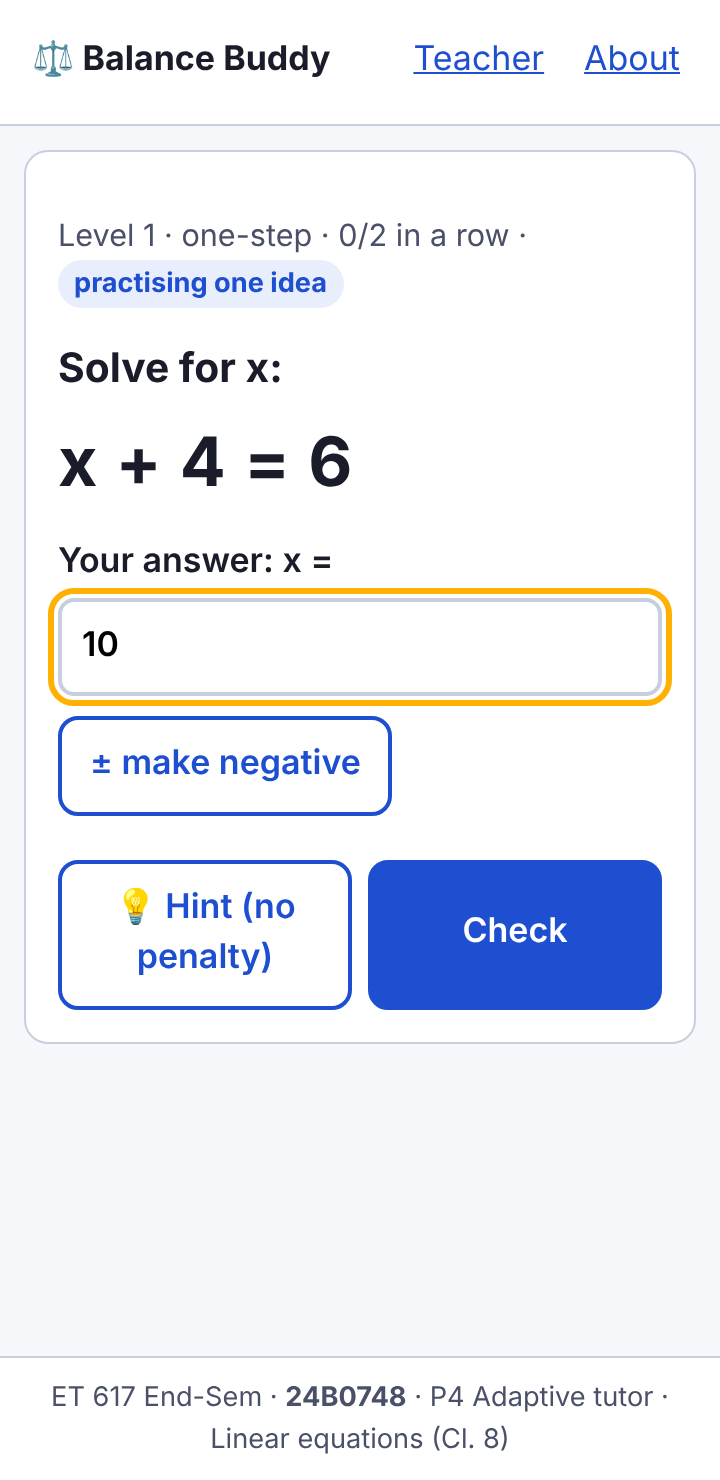 ⚖️ Balance Buddy Teacher About
Level 1 · one-step · 0/2 in a row ·
practising one idea
Solve for x:
x + 4 = 6
Your answer: x =
10
± make negative
💡 Hint (no
penalty)
Check
ET 617 End-Sem · 24B0748 · P4 Adaptive tutor ·
Linear equations (Cl. 8)